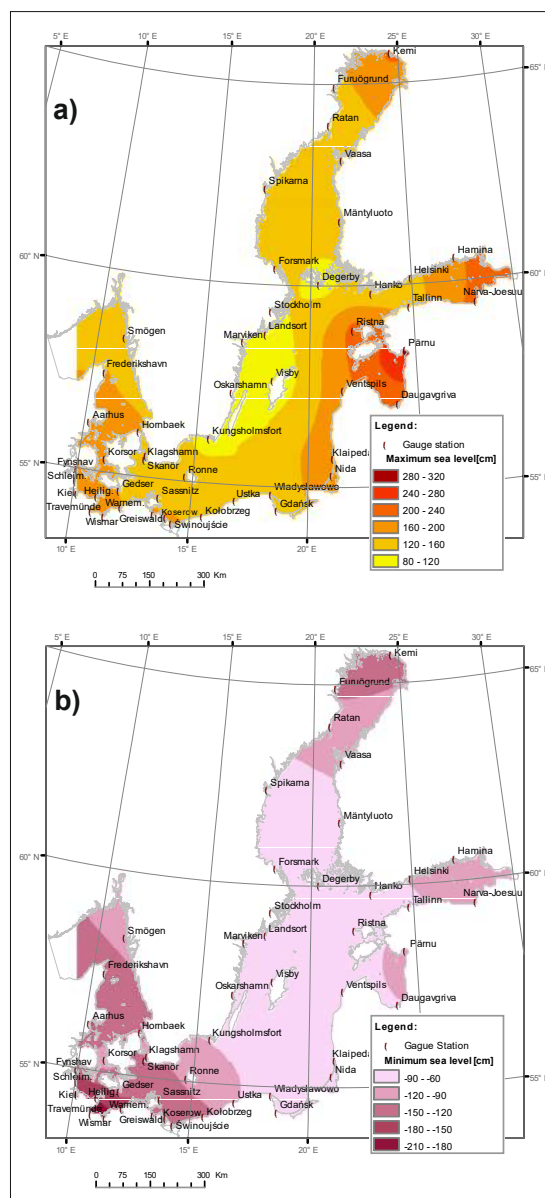 5° E 10° E 15° E 20° E 25° E 30° E
65° N
a)
Kemi
Furuögrund
Ratan
Vaasa
Spikarna
Mäntyluoto
60° N
60° N
Forsmark
Hamina
Degerby
Helsinki
Hanko
Narva-Joesuu
Tallinn
Stockholm
Landsort
Marviken
Ristna
Pärnu
Smögen
Frederikshavn
Oskarshamn
Visby
Ventspils
Daugavgriva
Aarhus
Hornbaek
Kungsholmsfort
Korsor
Klagshamn
Klaipeda
55° N
55° N
Fynshav
Skanör
Ronne
Nida
Schleim.
Kiel
Heilig.
Gedser
Sassnitz
Ustka
Wladyslawowo
Travemünde
Warnem.
Koserow
Kołobrzeg
Gdańsk
Wismar
Greiswald
Świnoujście
10° E 15° E 20° E
0 75 150 300 Km
Legend:
Gauge station
Maximum sea level[cm]
280 - 320
240 - 280
200 - 240
160 - 200
120 - 160
80 - 120
5° E 10° E 15° E 20° E 25° E 30° E
65° N
b)
Kemi
Furuögrund
Ratan
Vaasa
Spikarna
Mäntyluoto
60° N
60° N
Forsmark
Hamina
Degerby
Helsinki
Hanko
Narva-Joesuu
Tallinn
Stockholm
Landsort
Marviken
Ristna
Pärnu
Smögen
Frederikshavn
Oskarshamn
Visby
Ventspils
Daugavgriva
Aarhus
Hornbaek
Kungsholmsfort
Korsor
Klagshamn
Klaipeda
55° N
55° N
Fynshav
Skanör
Ronne
Nida
Schleim.
Kiel
Heilig.
Gedser
Sassnitz
Ustka
Wladyslawowo
Travemünde
Warnem.
Koserow
Kołobrzeg
Gdańsk
Wismar
Greiswald
Świnoujście
10° E 15° E 20° E
0 75 150 300 Km
Legend:
Gague Station
Minimum sea level [cm]
-90 - -60
-120 - -90
-150 - -120
-180 - -150
-210 - -180